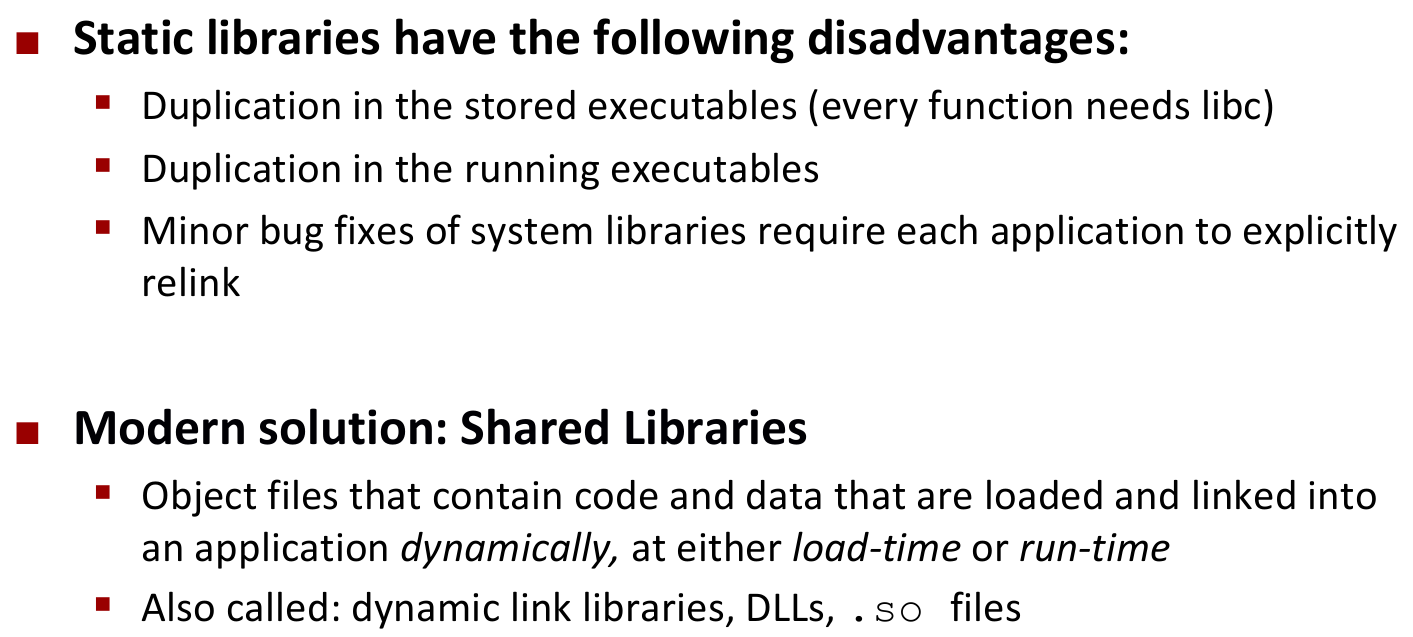 Static libraries have the following disadvantages:
Duplication in the stored executables (every function needs libc)
Duplication in the running executables
Minor bug fixes of system libraries require each application to explicitly
relink
Modern solution: Shared Libraries
Object files that contain code and data that are loaded and linked into
an application dynamically, at either load-time or run-time
Also called: dynamic link libraries, DLLs, .so files